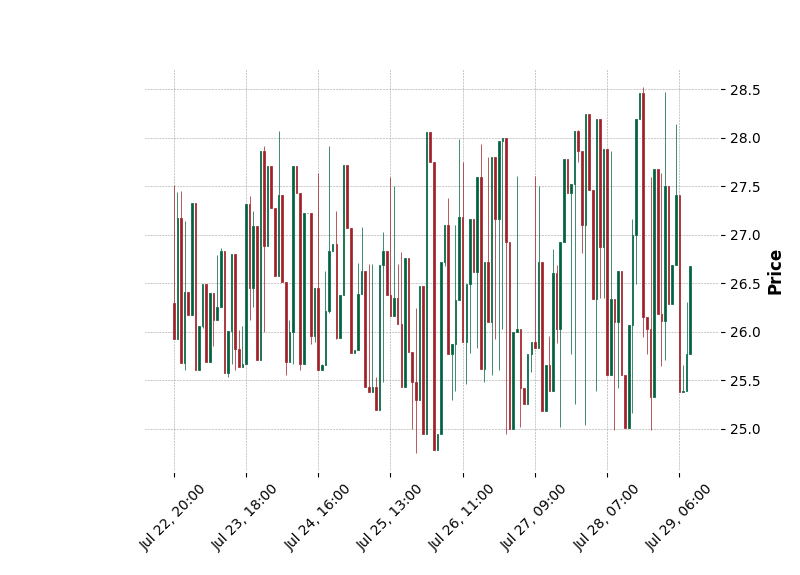 28.5
28.0
27.5
27.0
26.5
26.0
25.5
25.0
Price
Jul 22, 20:00
Jul 23, 18:00
Jul 24, 16:00
Jul 25, 13:00
Jul 26, 11:00
Jul 27, 09:00
Jul 28, 07:00
Jul 29, 06:00